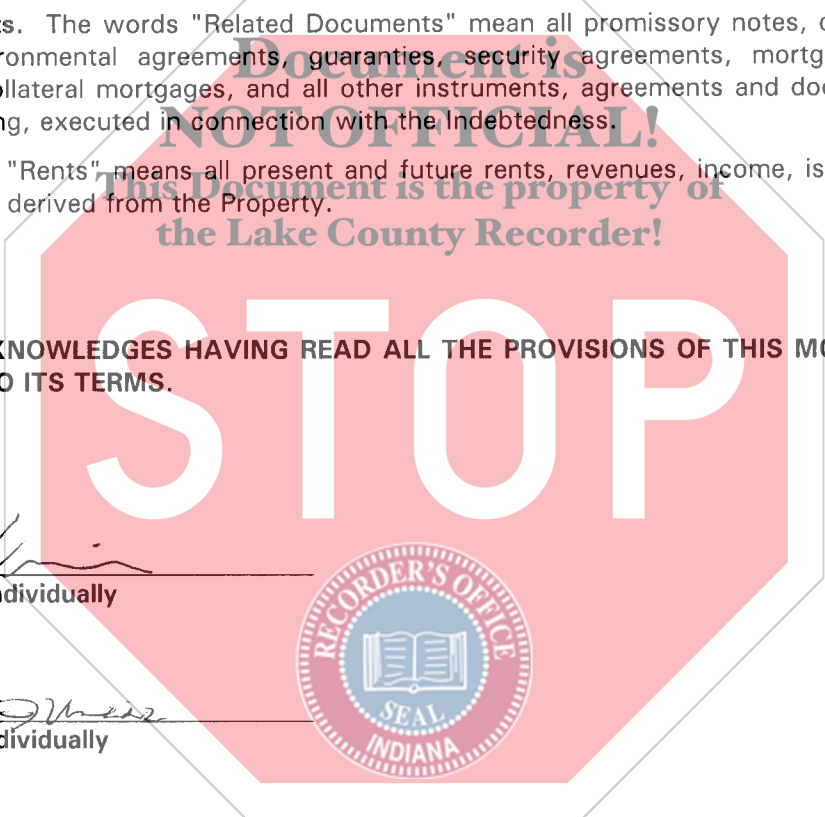 ts. The words "Related Documents" mean all promissory notes, c
ronmental agreements, guaranties, security agreements, mortg
ollateral mortgages, and all other instruments, agreements and doc
ng, executed in connection with the Indebtedness.
Document is
NOT OFFICIAL!
"Rents" means all present and future rents, revenues, income, is
derived from the Property.
This Document is the property of
the Lake County Recorder!
KNOWLEDGES HAVING READ ALL THE PROVISIONS OF THIS MO
O ITS TERMS.
STOP
dividually
dividually
RECORDER'S OFFICE
SEAL
INDIANA